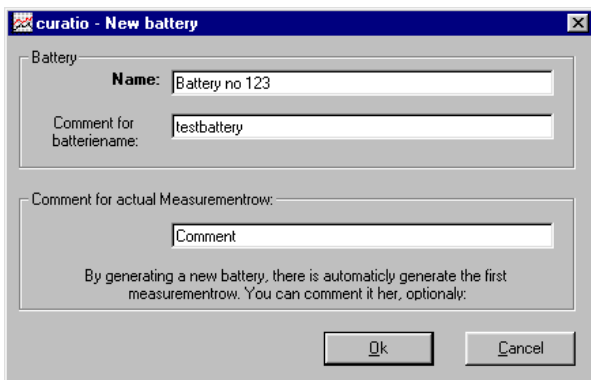 curatio - New battery
Battery
Name: Battery no 123
Comment for
batteriename: testbattery
Comment for actual Measurementrow:
Comment
By generating a new battery, there is automaticly generate the first
measurementrow. You can comment it her, optionaly:
Ok Cancel